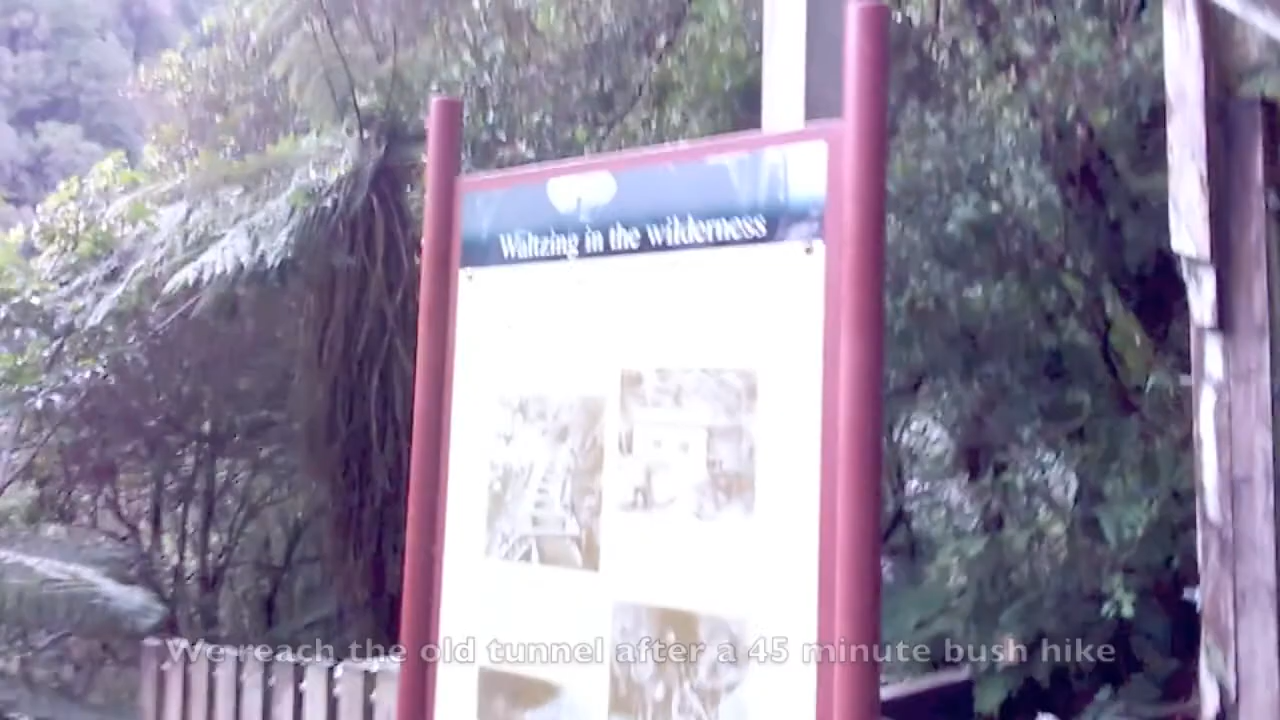 Waltzing in the wilderness
We reach the old tunnel after a 45 minute bush hike